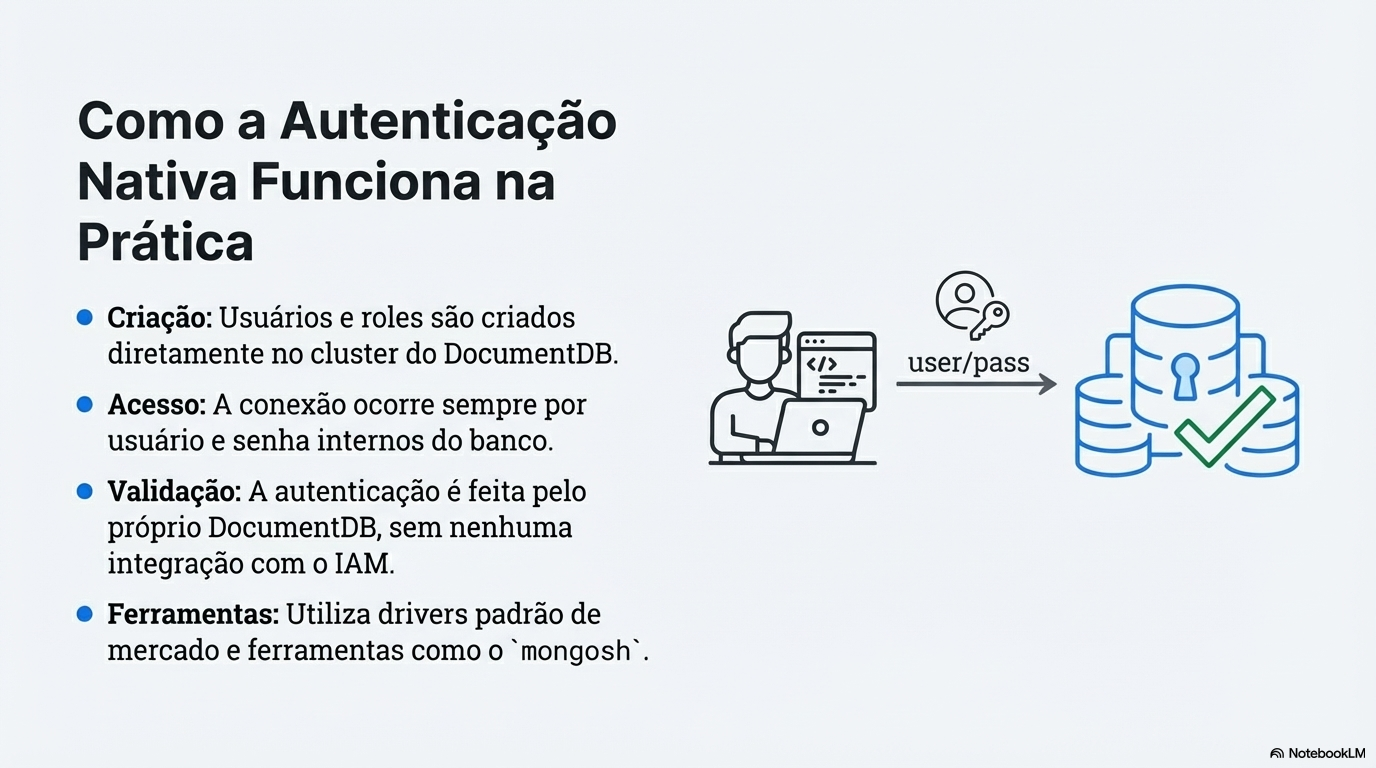 Como a Autenticação
Nativa Funciona na
Prática
Criação: Usuários e roles são criados
diretamente no cluster do DocumentDB.
Acesso: A conexão ocorre sempre por
usuário e senha internos do banco.
Validação: A autenticação é feita pelo
próprio DocumentDB, sem nenhuma
integração com o IAM.
Ferramentas: Utiliza drivers padrão de
mercado e ferramentas como o `mongosh`.
</>
user/pass
NotebookLM